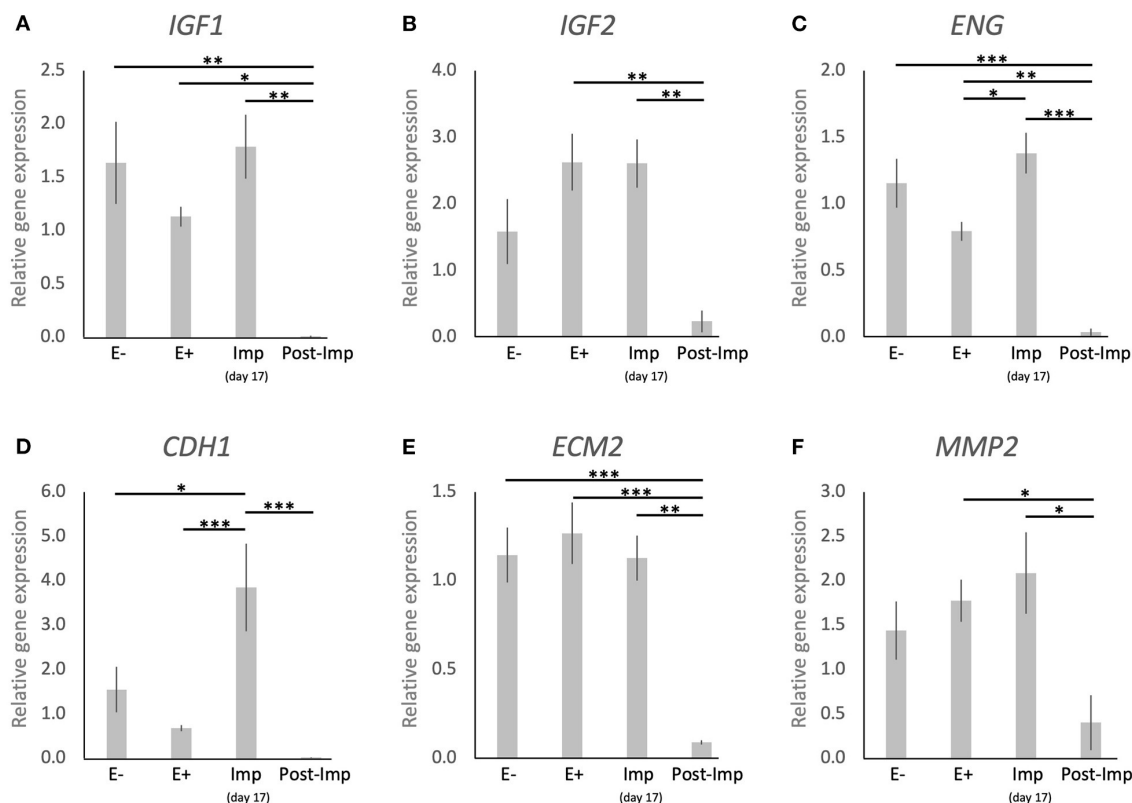 A IGF1
**
*
**
Relative gene expression
2.5
2.0
1.5
1.0
0.5
0.0
E- E+ Imp Post-Imp
(day 17)
B IGF2
**
**
Relative gene expression
4.0
3.0
2.0
1.0
0.0
E- E+ Imp Post-Imp
(day 17)
C ENG
***
**
*
***
Relative gene expression
2.0
1.5
1.0
0.5
0.0
E- E+ Imp Post-Imp
(day 17)
D CDH1
*
***
***
Relative gene expression
6.0
5.0
4.0
3.0
2.0
1.0
0.0
E- E+ Imp Post-Imp
(day 17)
E ECM2
***
***
**
Relative gene expression
1.5
1.0
0.5
0.0
E- E+ Imp Post-Imp
(day 17)
F MMP2
*
*
Relative gene expression
3.0
2.5
2.0
1.5
1.0
0.5
0.0
E- E+ Imp Post-Imp
(day 17)